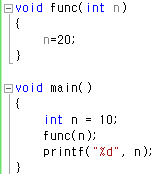 void func(int n)
{
    n=20;
}
void main()
{
    int n = 10;
    func(n);
    printf("%d", n);
}